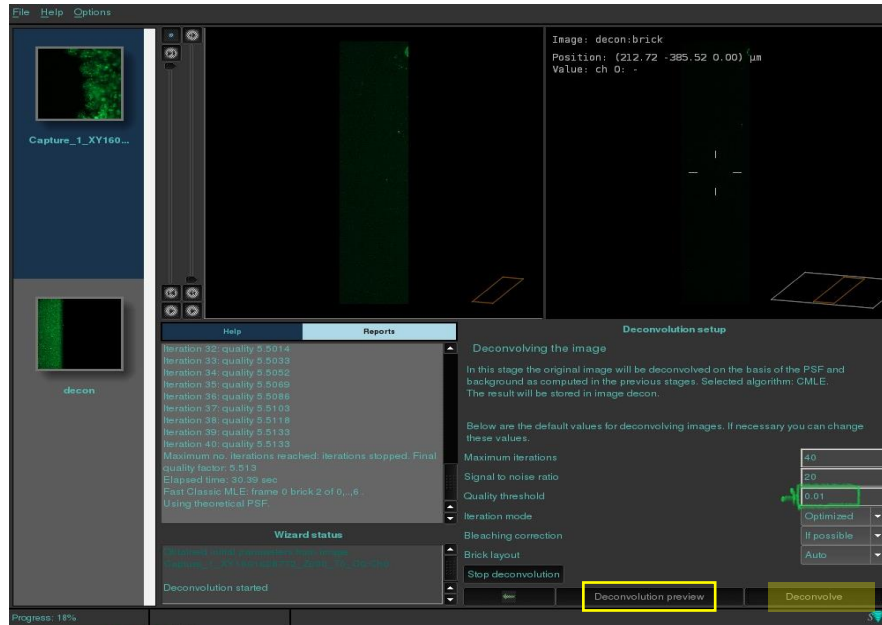 File Help Options
Image: decon:brick
Position: (212.72 -385.52 0.00) µm
Value: ch 0: -
Capture_1_XY160...
decon
Help
Reports
Iteration 32: quality 5.5014
Iteration 33: quality 5.5033
Iteration 34: quality 5.5052
Iteration 35: quality 5.5069
Iteration 36: quality 5.5086
Iteration 37: quality 5.5103
Iteration 38: quality 5.5118
Iteration 39: quality 5.5133
Iteration 40: quality 5.5133
Maximum no. iterations reached: iterations stopped. Final
quality factor: 5.513
Elapsed time: 30.39 sec
Fast Classic MLE: frame 0 brick 2 of 0,..,6 .
Using theoretical PSF.
Wizard status
Deconvolution started
Deconvolution setup
Deconvolving the image
In this stage the original image will be deconvolved on the basis of the PSF and
background as computed in the previous stages. Selected algorithm: CMLE.
The result will be stored in image decon.
Below are the default values for deconvolving images. If necessary you can change
these values.
Maximum iterations 40
Signal to noise ratio 20
Quality threshold 0.01
Iteration mode Optimized
Bleaching correction If possible
Brick layout Auto
Stop deconvolution
Deconvolution preview
Deconvolve
Progress: 18%